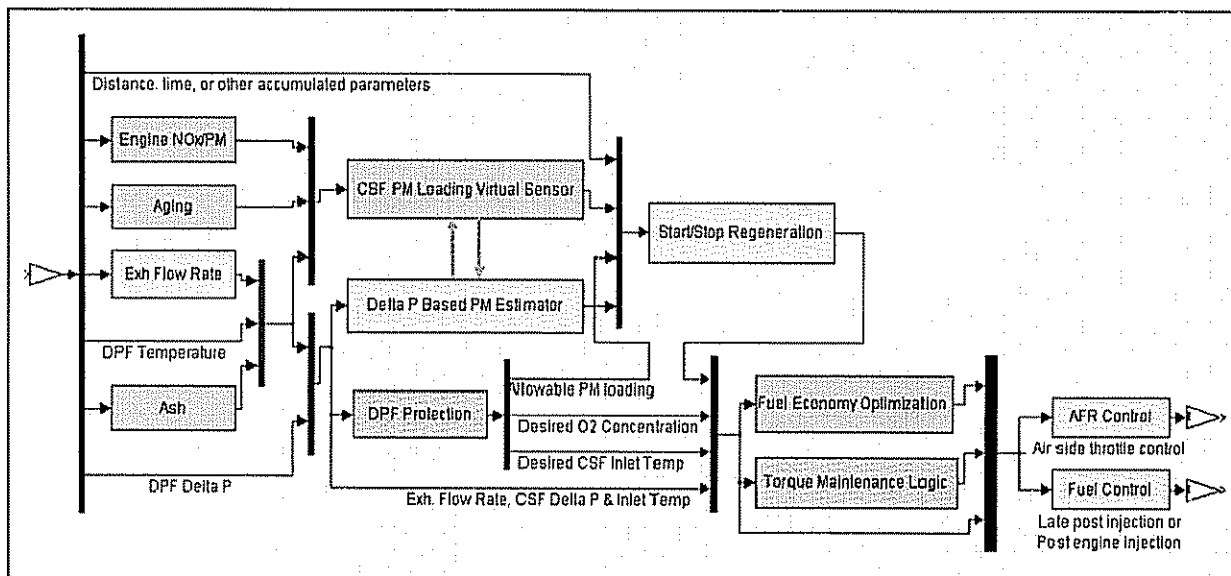 Distance, time, or other accumulated parameters
Engine NOx/PM
CSF PM Loading Virtual Sensor
Aging
Start/Stop Regeneration
Exh Flow Rate
Delta P Based PM Estimator
DPF Temperature
Allowable PM loading
Ash
DPF Protection
Fuel Economy Optimization
AFR Control
Desired O2 Concentration
Air side throttle control
Desired CSF Inlet Temp
DPF Delta P
Torque Maintenance Logic
Fuel Control
Exh. Flow Rate, CSF Delta P & Inlet Temp
Late post injection or
Post engine Injection